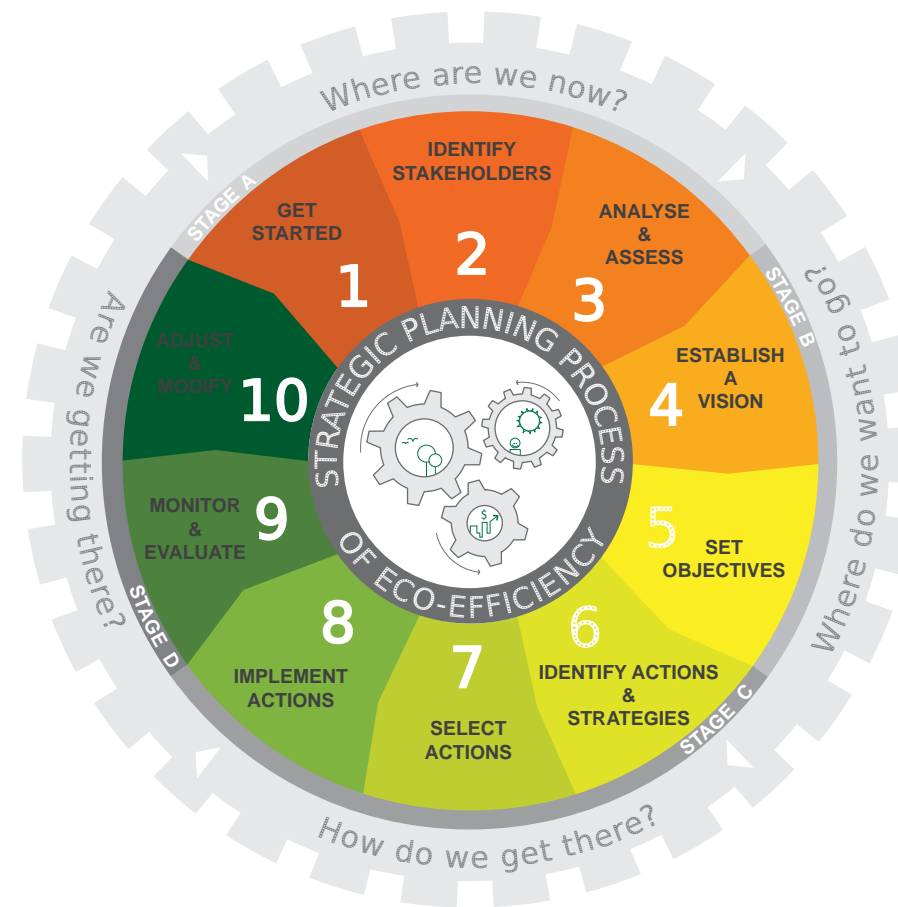 Where are we now?
STAGE A
GET
STARTED
1
IDENTIFY
STAKEHOLDERS
2
ANALYSE
&
ASSESS
3
Where do we want to go?
STAGE B
ESTABLISH
A
VISION
4
5
SET
OBJECTIVES
How do we get there?
STAGE C
6
IDENTIFY ACTIONS
&
STRATEGIES
7
SELECT
ACTIONS
8
IMPLEMENT
ACTIONS
Are we getting there?
STAGE D
MONITOR
&
EVALUATE
9
ADJUST
&
MODIFY
10
STRATEGIC PLANNING PROCESS
OF ECO-EFFICIENCY
$